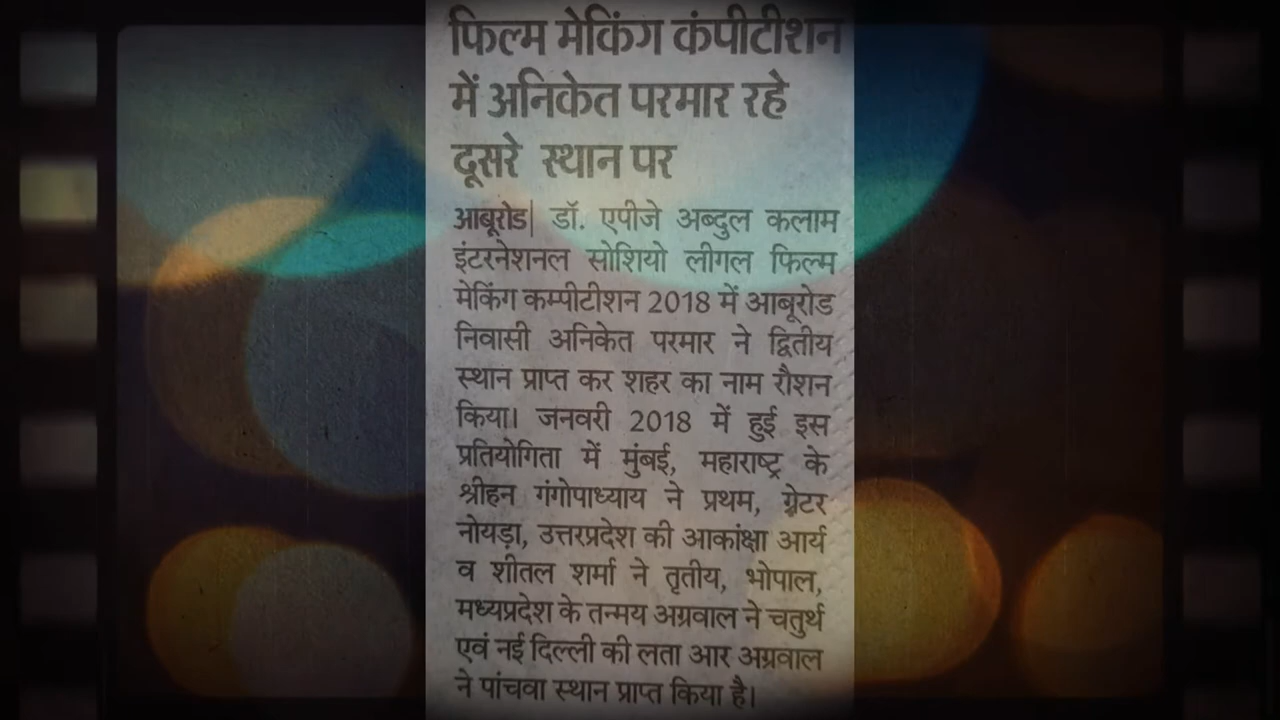 फिल्म मेकिंग कंपीटीशन
में अनिकेत परमार रहे
दूसरे स्थान पर
आबूरोड| डॉ. एपीजे अब्दुल कलाम
इंटरनेशनल सोशियो लीगल फिल्म
मेकिंग कम्पीटीशन 2018 में आबूरोड
निवासी अनिकेत परमार ने द्वितीय
स्थान प्राप्त कर शहर का नाम रौशन
किया। जनवरी 2018 में हुई इस
प्रतियोगिता में मुंबई, महाराष्ट्र के
श्रीहन गंगोपाध्याय ने प्रथम, ग्रेटर
नोयड़ा, उत्तरप्रदेश की आकांक्षा आर्य
व शीतल शर्मा ने तृतीय, भोपाल,
मध्यप्रदेश के तन्मय अग्रवाल ने चतुर्थ
एवं नई दिल्ली की लता आर अग्रवाल
ने पांचवा स्थान प्राप्त किया है।